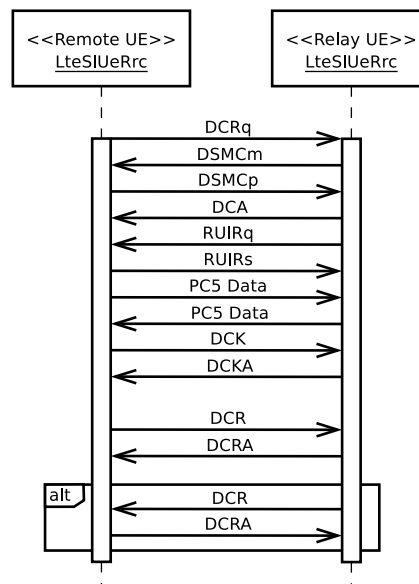 <<Remote UE>>
LteSlUeRrc
<<Relay UE>>
LteSlUeRrc
DCRq
DSMCm
DSMCp
DCA
RUIRq
RUIRs
PC5 Data
PC5 Data
DCK
DCKA
DCR
DCRA
alt
DCR
DCRA